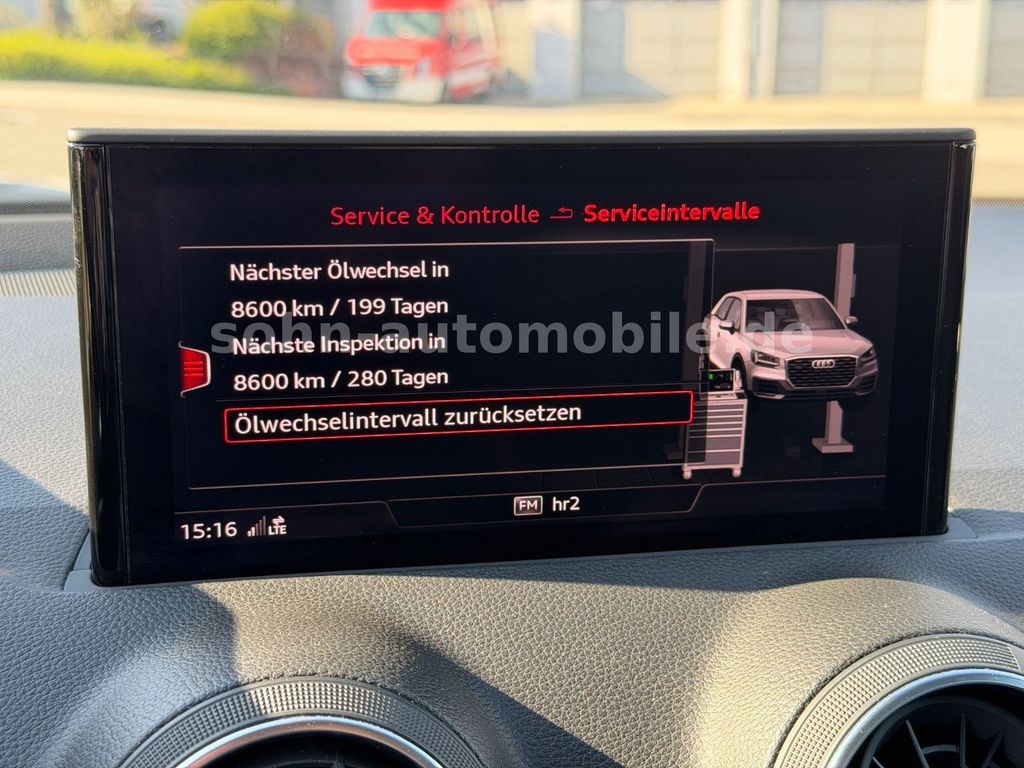 Service & Kontrolle Serviceintervalle
Nächster Ölwechsel in
8600 km / 199 Tagen
sohn-automobile.de
Nächste Inspektion in
8600 km / 280 Tagen
Ölwechselintervall zurücksetzen
FM hr2
15:16 LTE